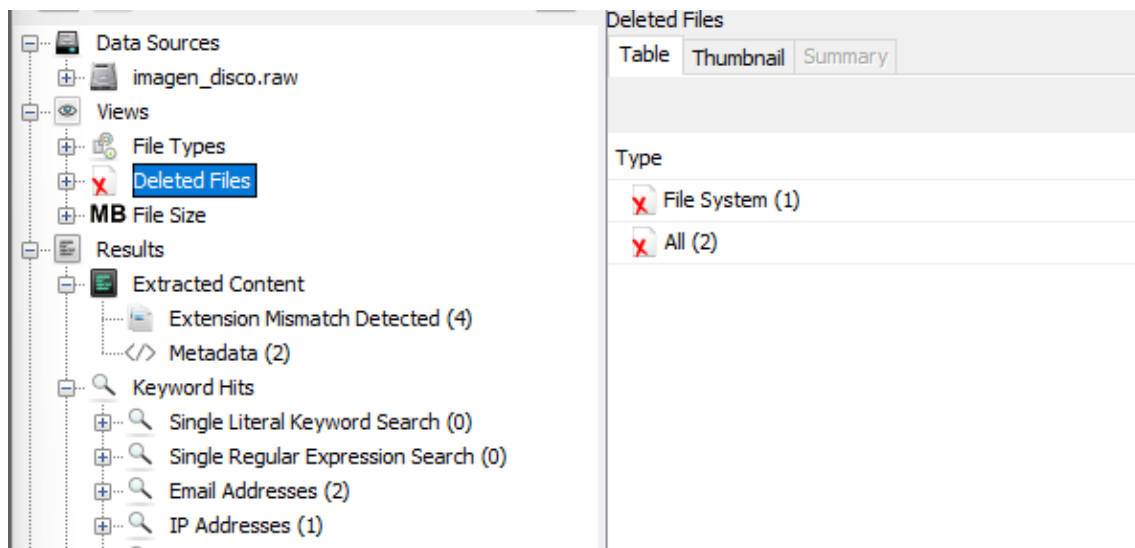 Data Sources
imagen_disco.raw
Views
File Types
Deleted Files
MB File Size
Results
Extracted Content
Extension Mismatch Detected (4)
</> Metadata (2)
Keyword Hits
Single Literal Keyword Search (0)
Single Regular Expression Search (0)
Email Addresses (2)
IP Addresses (1)
Deleted Files
Table Thumbnail Summary
Type
File System (1)
All (2)